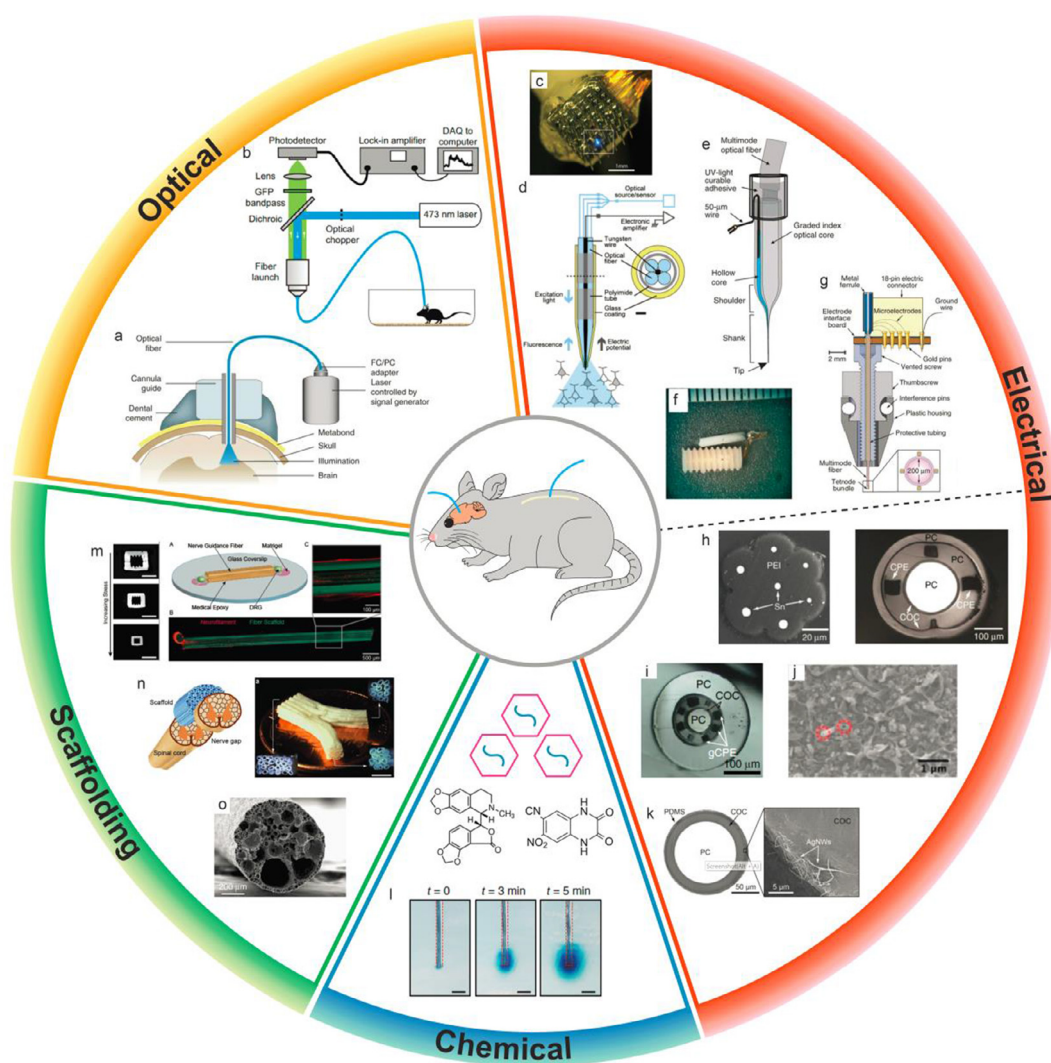 Optical
b
Photodetector
Lock-in amplifier
DAQ to
computer
Lens
GFP
bandpass
Dichroic
Optical
chopper
473 nm laser
Fiber
launch
a
Optical
fiber
Cannula
guide
Dental
cement
FC/PC
adapter
Laser
controlled by
signal generator
Metabond
Skull
Illumination
Brain
Electrical
c
1mm
d
Optical
source/sensor
Electronic
amplifier
Tungsten
wire
Optical
fiber
Polyimide
tube
Glass
coating
Excitation
light
Fluorescence
Electric
potential
e
Multimode
optical fiber
UV-light
curable
adhesive
50-µm
wire
Graded index
optical core
Hollow
core
Shoulder
Shank
Tip
f
g
Metal
ferrule
18-pin electric
connector
Ground
wire
Microelectrodes
Electrode
interface
board
2 mm
Gold pins
Vented screw
Thumbscrew
Interference pins
Plastic housing
Protective tubing
Multimode
fiber
Tetrode
bundle
200 µm
h
PEI
Sn
20 µm
PC
PC
CPE
PC
CPE
COC
100 µm
i
PC
COC
PC
gCPE
100 µm
j
1 µm
k
PDMS
COC
PC
50 µm
COC
AgNWs
5 µm
Chemical
N
CH₃
H
H
O
O
O
O
O
O
CN
NO₂
H
N
N
H
O
O
l
t = 0
t = 3 min
t = 5 min
Scaffolding
m
Increasing Stress
A
Nerve Guidance Fiber
Matrigel
Glass Coverslip
Medical Epoxy
DRG
B
Neurofilament
Fiber Scaffold
500 µm
C
100 µm
n
Scaffold
Spinal cord
Nerve gap
a
o
200 µm